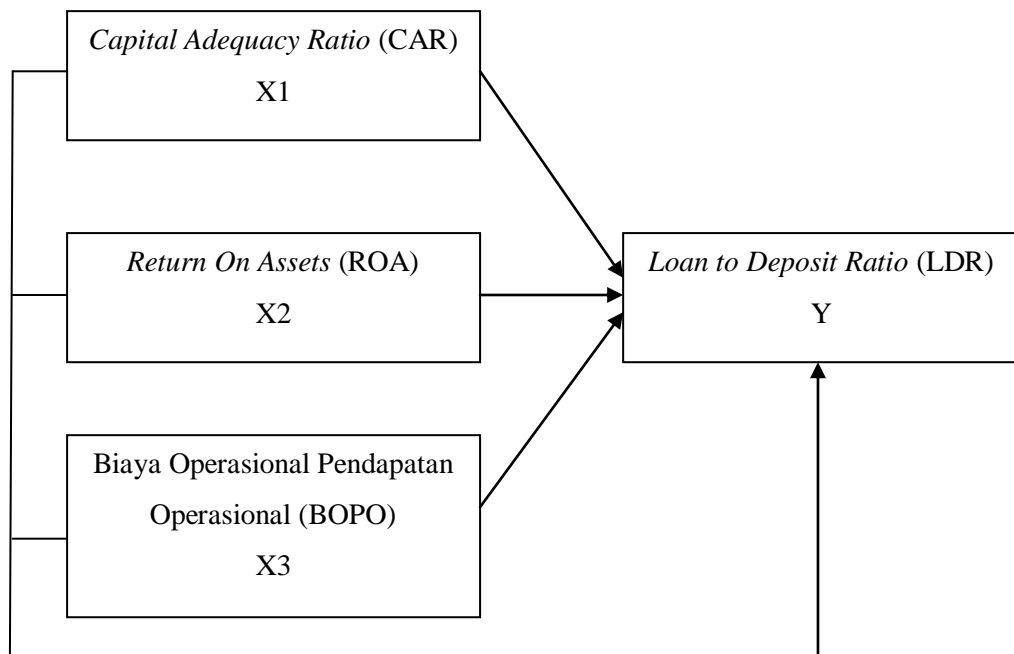 Capital Adequacy Ratio (CAR)
X1
Return On Assets (ROA)
X2
Loan to Deposit Ratio (LDR)
Y
Biaya Operasional Pendapatan
Operasional (BOPO)
X3